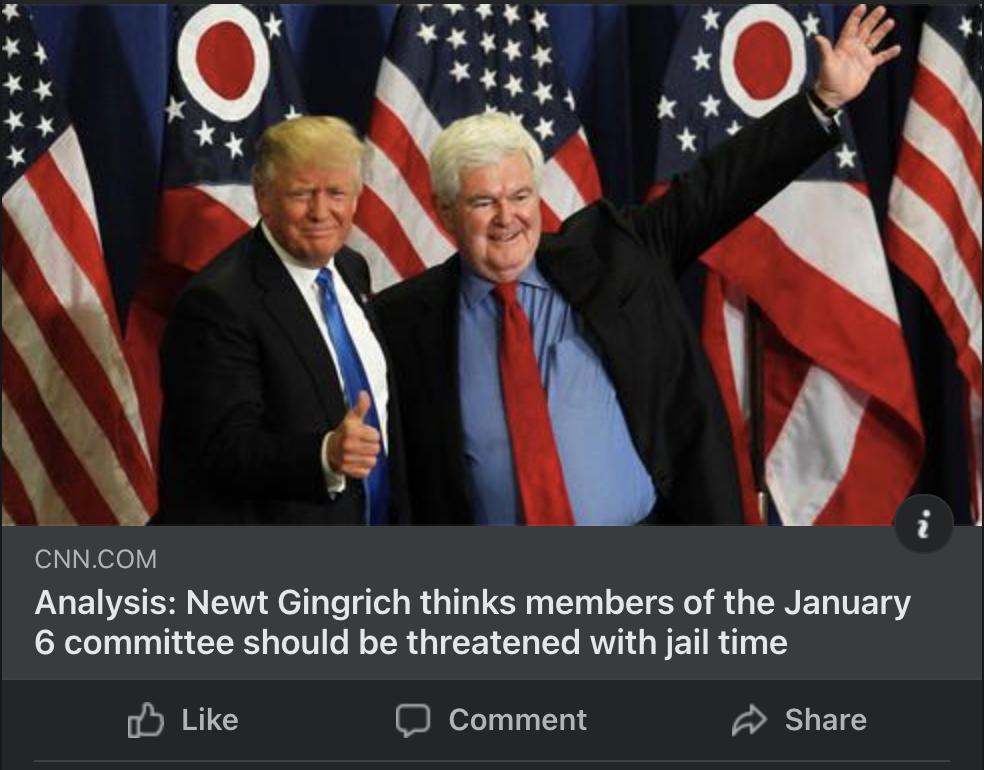 i
CNN.COM
Analysis: Newt Gingrich thinks members of the January
6 committee should be threatened with jail time
Like Comment Share